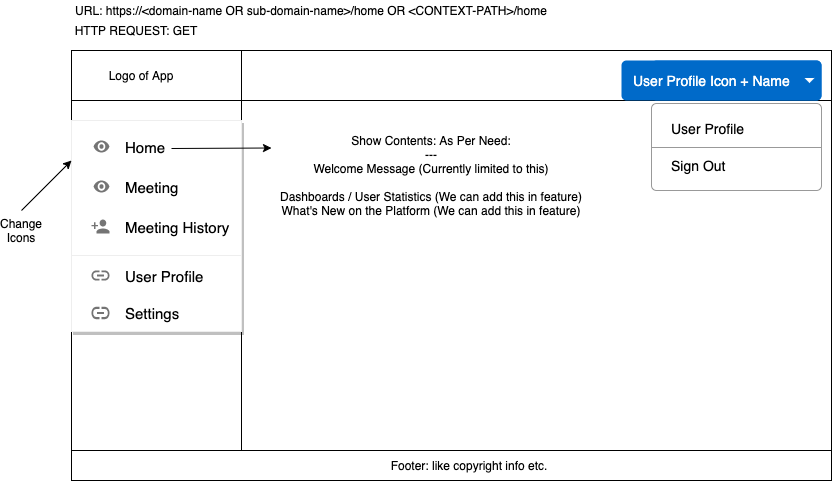 URL: https://<domain-name OR sub-domain-name>/home OR <CONTEXT-PATH>/home
HTTP REQUEST: GET
Logo of App
User Profile Icon + Name
User Profile
Sign Out
Home
Meeting
Meeting History
User Profile
Settings
Change
Icons
Show Contents: As Per Need:
---
Welcome Message (Currently limited to this)
Dashboards / User Statistics (We can add this in feature)
What's New on the Platform (We can add this in feature)
Footer: like copyright info etc.